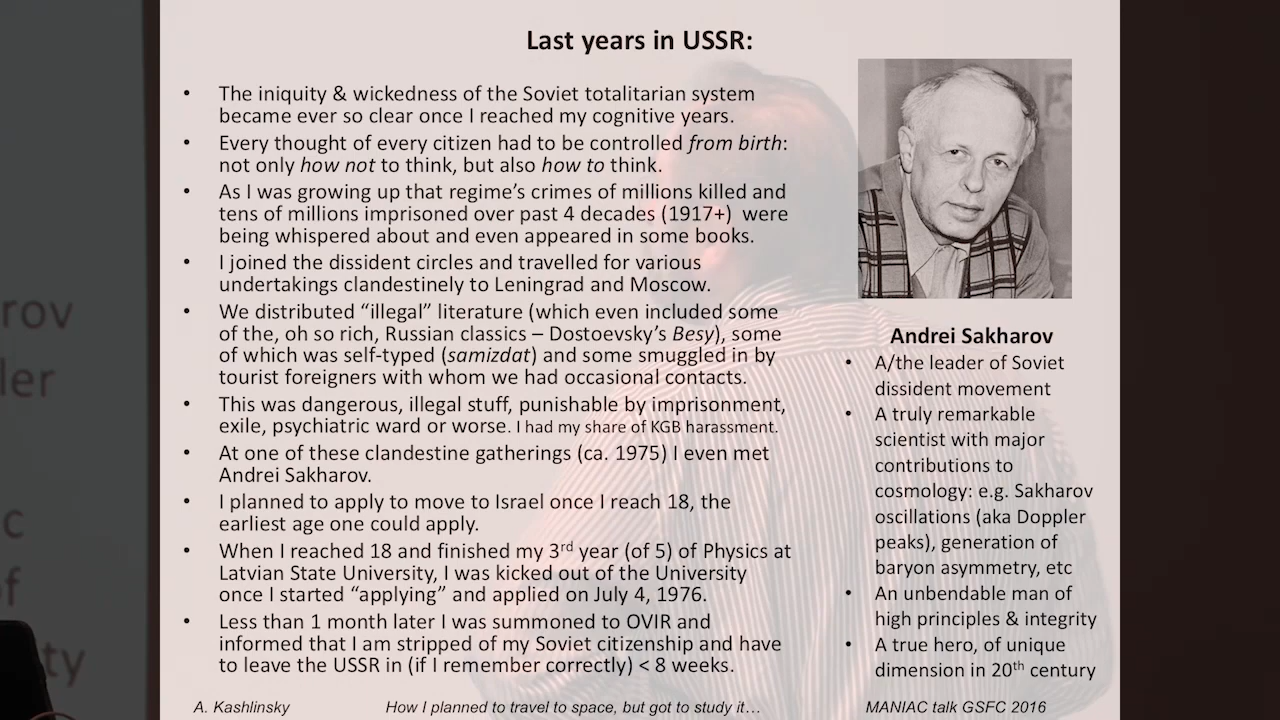 Last years in USSR:
• The iniquity & wickedness of the Soviet totalitarian system
became ever so clear once I reached my cognitive years.
• Every thought of every citizen had to be controlled from birth:
not only how not to think, but also how to think.
• As I was growing up that regime’s crimes of millions killed and
tens of millions imprisoned over past 4 decades (1917+) were
being whispered about and even appeared in some books.
• I joined the dissident circles and travelled for various
undertakings clandestinely to Leningrad and Moscow.
• We distributed “illegal” literature (which even included some
of the, oh so rich, Russian classics – Dostoevsky’s Besy), some
of which was self-typed (samizdat) and some smuggled in by
tourist foreigners with whom we had occasional contacts.
• This was dangerous, illegal stuff, punishable by imprisonment,
exile, psychiatric ward or worse. I had my share of KGB harassment.
• At one of these clandestine gatherings (ca. 1975) I even met
Andrei Sakharov.
• I planned to apply to move to Israel once I reach 18, the
earliest age one could apply.
• When I reached 18 and finished my 3rd year (of 5) of Physics at
Latvian State University, I was kicked out of the University
once I started “applying” and applied on July 4, 1976.
• Less than 1 month later I was summoned to OVIR and
informed that I am stripped of my Soviet citizenship and have
to leave the USSR in (if I remember correctly) < 8 weeks.
Andrei Sakharov
• A/the leader of Soviet
dissident movement
• A truly remarkable
scientist with major
contributions to
cosmology: e.g. Sakharov
oscillations (aka Doppler
peaks), generation of
baryon asymmetry, etc
• An unbendable man of
high principles & integrity
• A true hero, of unique
dimension in 20th century
A. Kashlinsky How I planned to travel to space, but got to study it… MANIAC talk GSFC 2016
rov
ler
c
of
ty